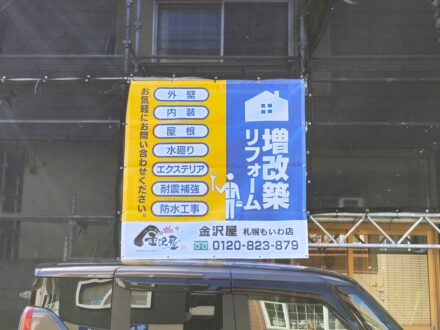 増改築
リフォーム
外壁
内装
屋根
水廻り
エクステリア
耐震補強
防水工事
お気軽にお問い合わせください。
金沢屋
金沢屋 札幌もいわ店
0120-823-879